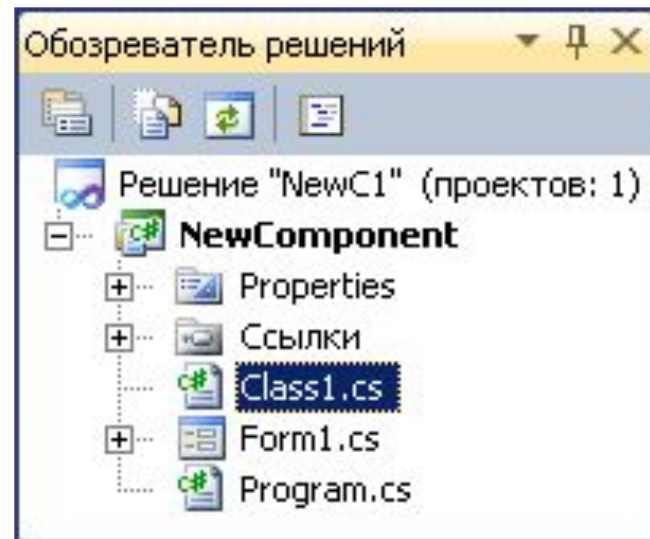 Обозреватель решений
Решение "NewC1" (проектов: 1)
NewComponent
Properties
Ссылки
Class1.cs
Form1.cs
Program.cs